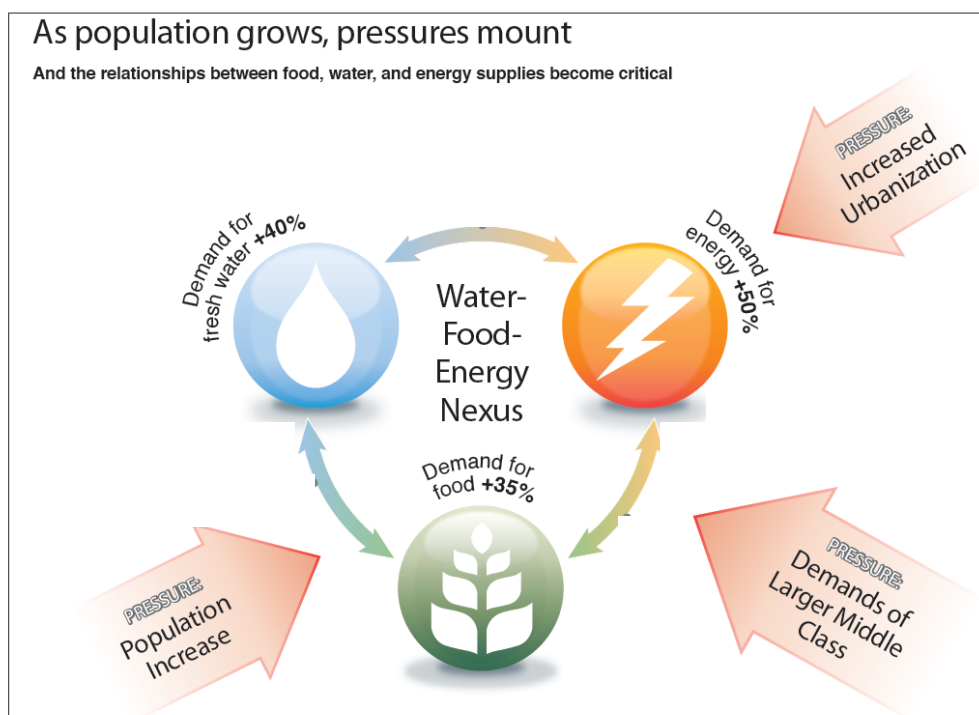 As population grows, pressures mount
And the relationships between food, water, and energy supplies become critical
PRESSURE:
Increased
Urbanization
Demand for
fresh water +40%
Demand for
energy +50%
Water-
Food-
Energy
Nexus
Demand for
food +35%
PRESSURE:
Population
Increase
PRESSURE:
Demands of
Larger Middle
Class